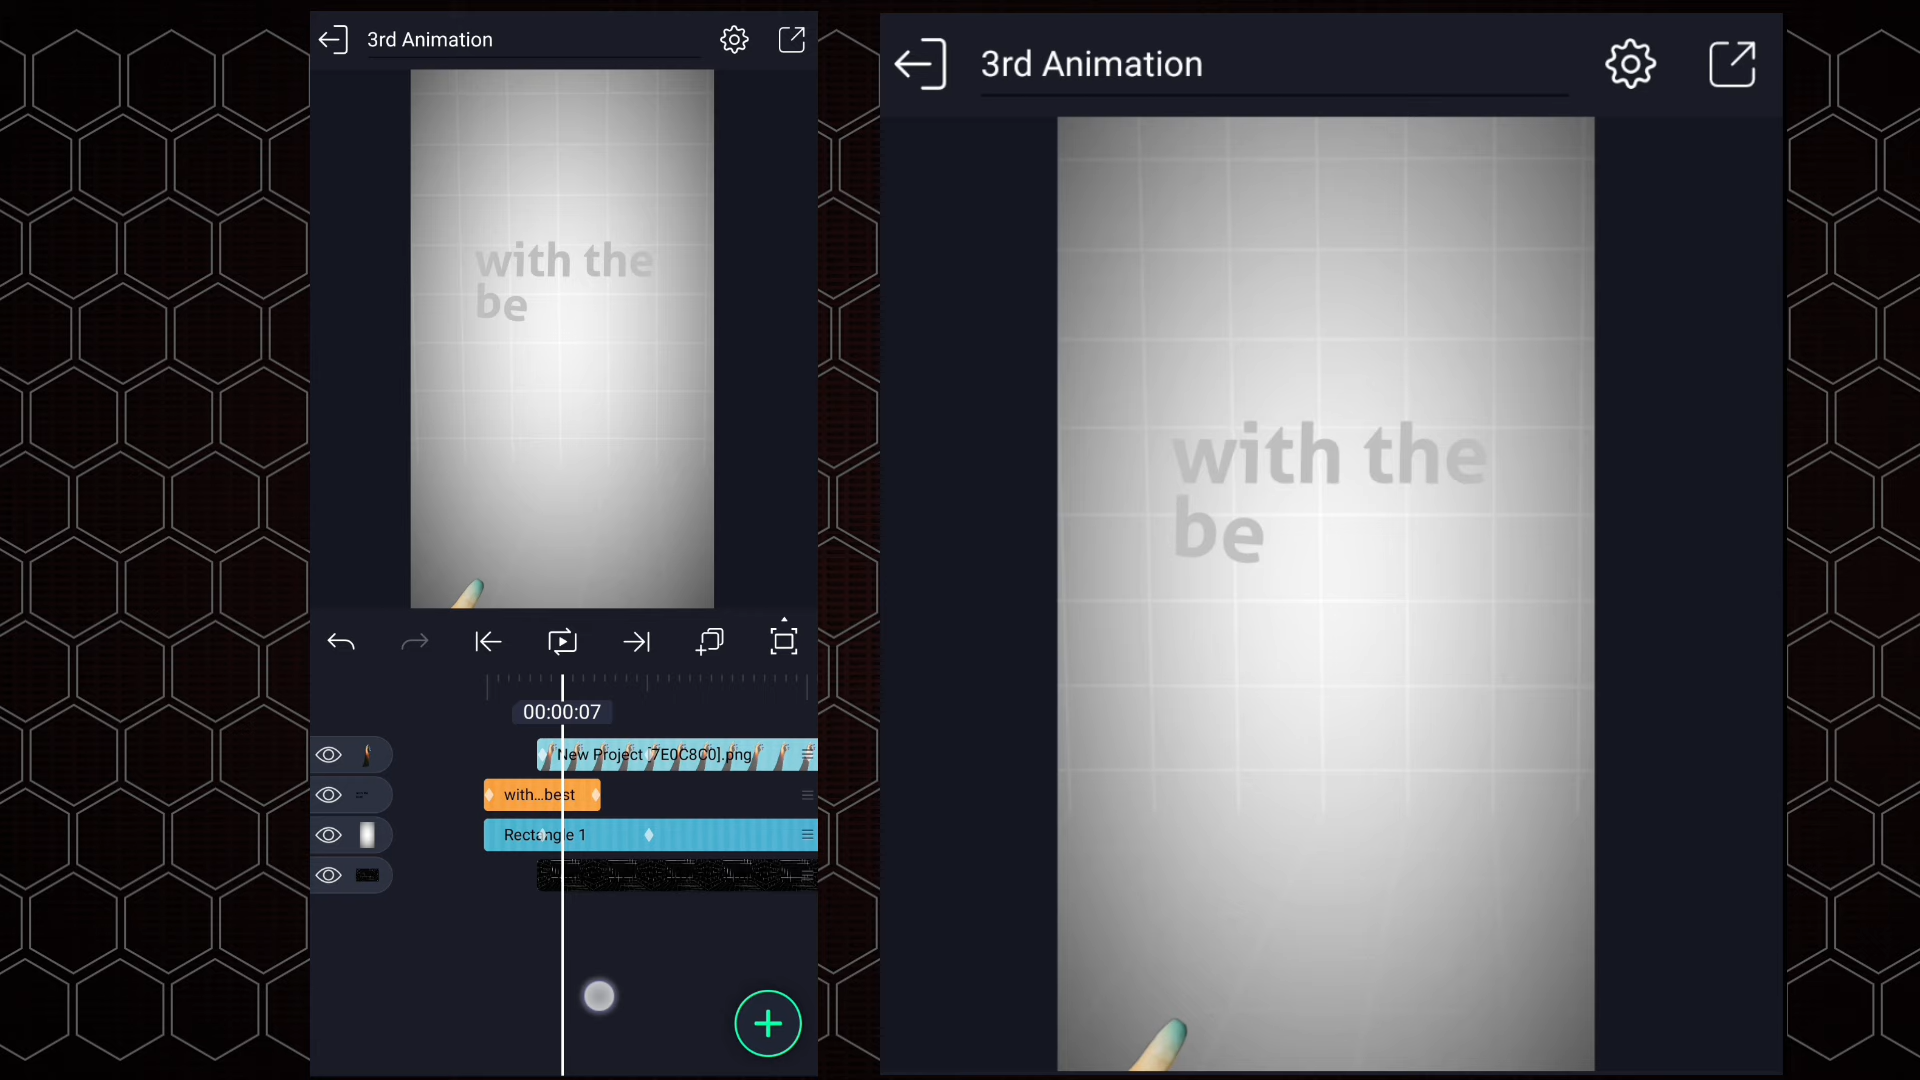 3rd Animation
with the
be
00:00:07
New Project [7E0C8C0].png
with...best
Rectangle 1
3rd Animation
with the
be